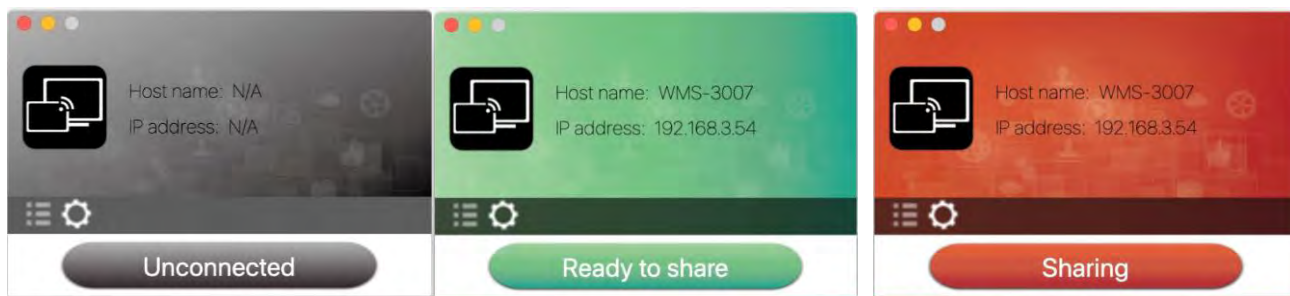 Host name: N/A
IP address: N/A
Unconnected
Host name: WMS-3007
IP address: 192.168.3.54
Ready to share
Host name: WMS-3007
IP address: 192.168.3.54
Sharing